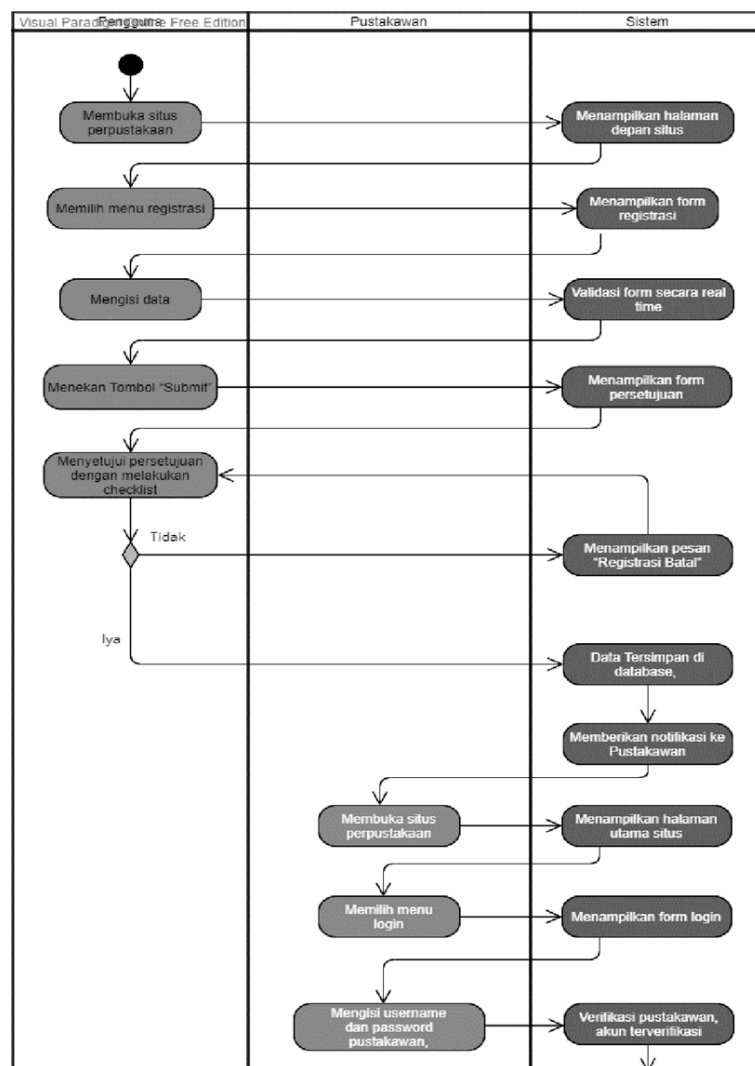 Visual Paradigm Online Free Edition
Pengguna
Pustakawan
Sistem
Membuka situs
perpustakaan
Menampilkan halaman
depan situs
Memilih menu registrasi
Menampilkan form
registrasi
Mengisi data
Validasi form secara real
time
Menekan Tombol “Submit”
Menampilkan form
persetujuan
Menyetujui persetujuan
dengan melakukan
checklist
Tidak
Menampilkan pesan
“Registrasi Batal”
Iya
Data Tersimpan di
database,
Memberikan notifikasi ke
Pustakawan
Membuka situs
perpustakaan
Menampilkan halaman
utama situs
Memilih menu
login
Menampilkan form login
Mengisi username
dan password
pustakawan,
Verifikasi pustakawan,
akun terverifikasi